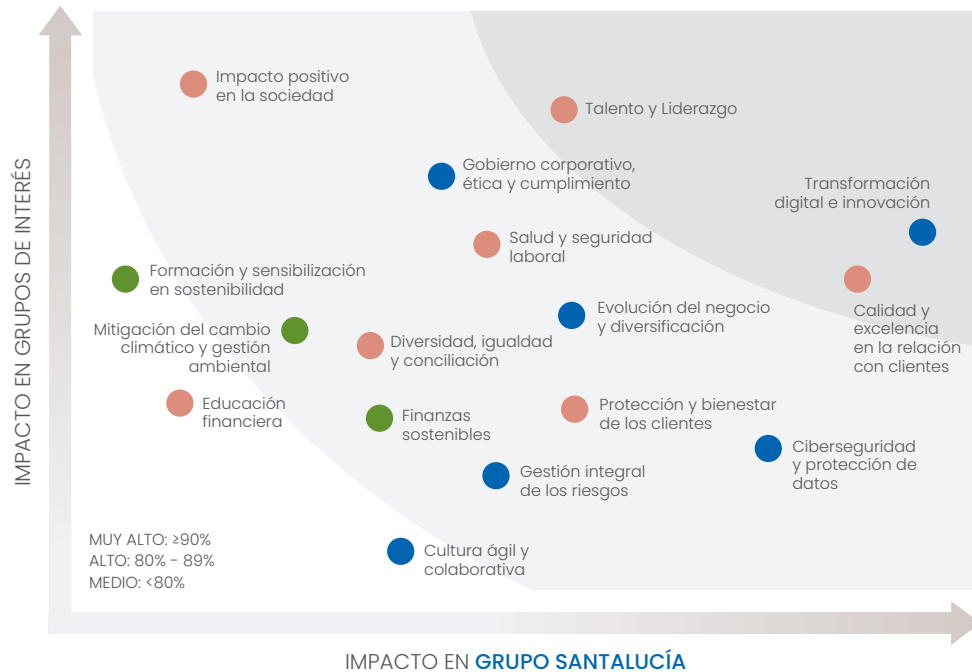 IMPACTO EN GRUPOS DE INTERÉS
Impacto positivo
en la sociedad
Talento y Liderazgo
Gobierno corporativo,
ética y cumplimiento
Transformación
digital e innovación
Salud y seguridad
laboral
Formación y sensibilización
en sostenibilidad
Evolución del negocio
y diversificación
Calidad y
excelencia
en la relación
con clientes
Mitigación del cambio
climático y gestión
ambiental
Diversidad, igualdad
y conciliación
Educación
financiera
Finanzas
sostenibles
Protección y bienestar
de los clientes
Ciberseguridad
y protección de
datos
Gestión integral
de los riesgos
Cultura ágil y
colaborativa
MUY ALTO: ≥90%
ALTO: 80% - 89%
MEDIO: <80%
IMPACTO EN GRUPO SANTALUCÍA